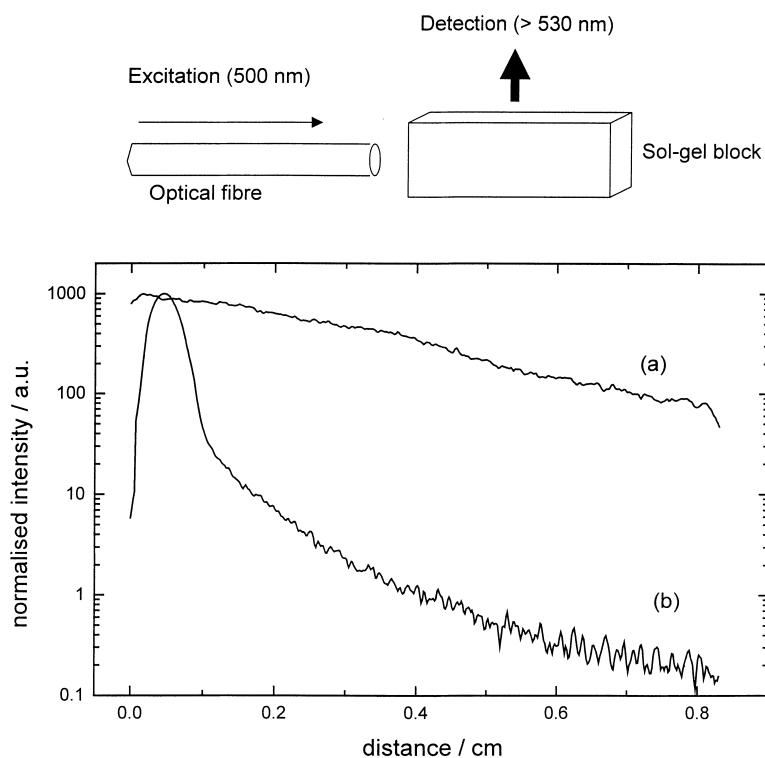 Detection (> 530 nm)
Excitation (500 nm)
Sol-gel block
Optical fibre
1000
100
10
1
0.1
(a)
(b)
0.0 0.2 0.4 0.6 0.8
normalised intensity / a.u.
distance / cm